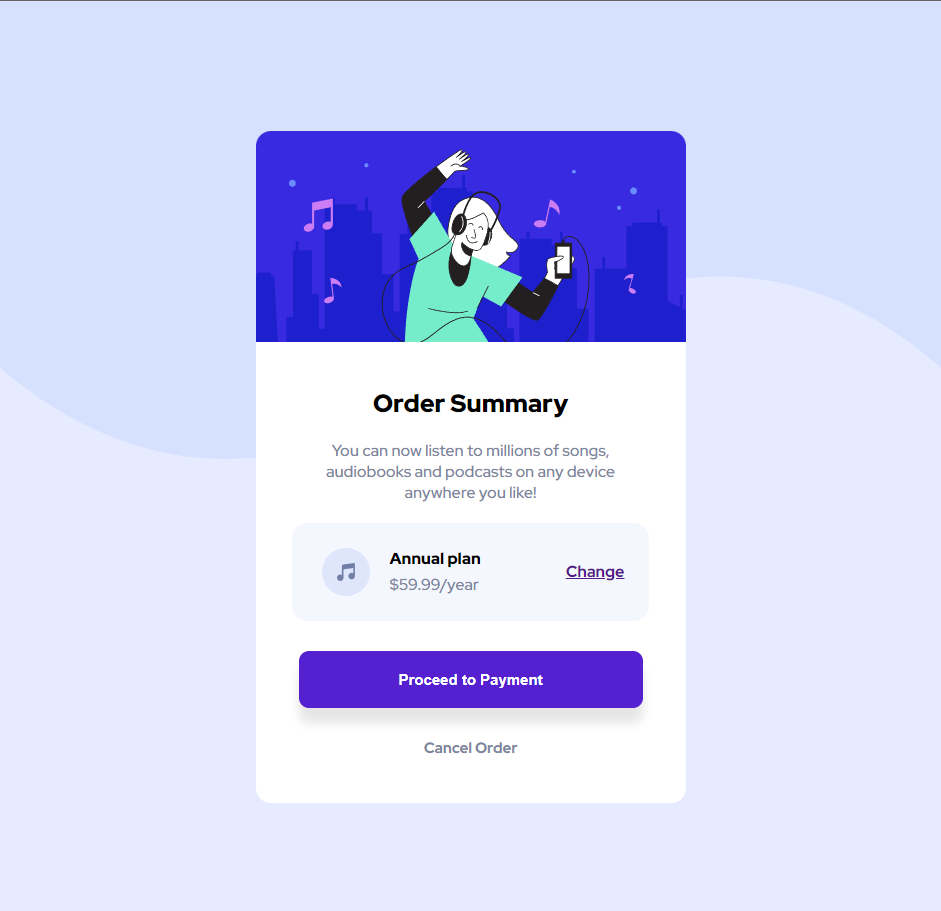 Order Summary
You can now listen to millions of songs,
audiobooks and podcasts on any device
anywhere you like!
Annual plan
$59.99/year
Change
Proceed to Payment
Cancel Order